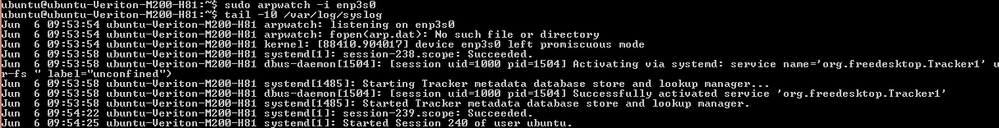 ubuntu@ubuntu-Veriton-M200-H81:~$ sudo arpwatch -i enp3s0
ubuntu@ubuntu-Veriton-M200-H81:~$ tail -10 /var/log/syslog
Jun  6 09:53:54 ubuntu-Veriton-M200-H81 arpwatch: listening on enp3s0
Jun  6 09:53:54 ubuntu-Veriton-M200-H81 arpwatch: fopen(arp.dat): No such file or directory
Jun  6 09:53:54 ubuntu-Veriton-M200-H81 kernel: [88410.904017] device enp3s0 left promiscuous mode
Jun  6 09:53:58 ubuntu-Veriton-M200-H81 systemd[1]: session-238.scope: Succeeded.
Jun  6 09:53:58 ubuntu-Veriton-M200-H81 dbus-daemon[1504]: [session uid=1000 pid=1504] Activating via systemd: service name='org.freedesktop.Tracker1' u
r-fs " label="unconfined")
Jun  6 09:53:58 ubuntu-Veriton-M200-H81 systemd[1485]: Starting Tracker metadata database store and lookup manager...
Jun  6 09:53:58 ubuntu-Veriton-M200-H81 dbus-daemon[1504]: [session uid=1000 pid=1504] Successfully activated service 'org.freedesktop.Tracker1'
Jun  6 09:53:58 ubuntu-Veriton-M200-H81 systemd[1485]: Started Tracker metadata database store and lookup manager.
Jun  6 09:54:22 ubuntu-Veriton-M200-H81 systemd[1]: session-239.scope: Succeeded.
Jun  6 09:54:25 ubuntu-Veriton-M200-H81 systemd[1]: Started Session 240 of user ubuntu.